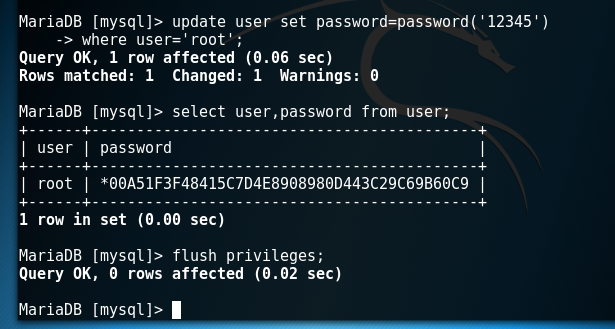 MariaDB [mysql]> update user set password=password('12345')
    -> where user='root';
Query OK, 1 row affected (0.06 sec)
Rows matched: 1  Changed: 1  Warnings: 0
MariaDB [mysql]> select user,password from user;
+------+-------------------------------------------+
| user | password                                  |
+------+-------------------------------------------+
| root | *00A51F3F48415C7D4E8908980D443C29C69B60C9 |
+------+-------------------------------------------+
1 row in set (0.00 sec)
MariaDB [mysql]> flush privileges;
Query OK, 0 rows affected (0.02 sec)
MariaDB [mysql]>